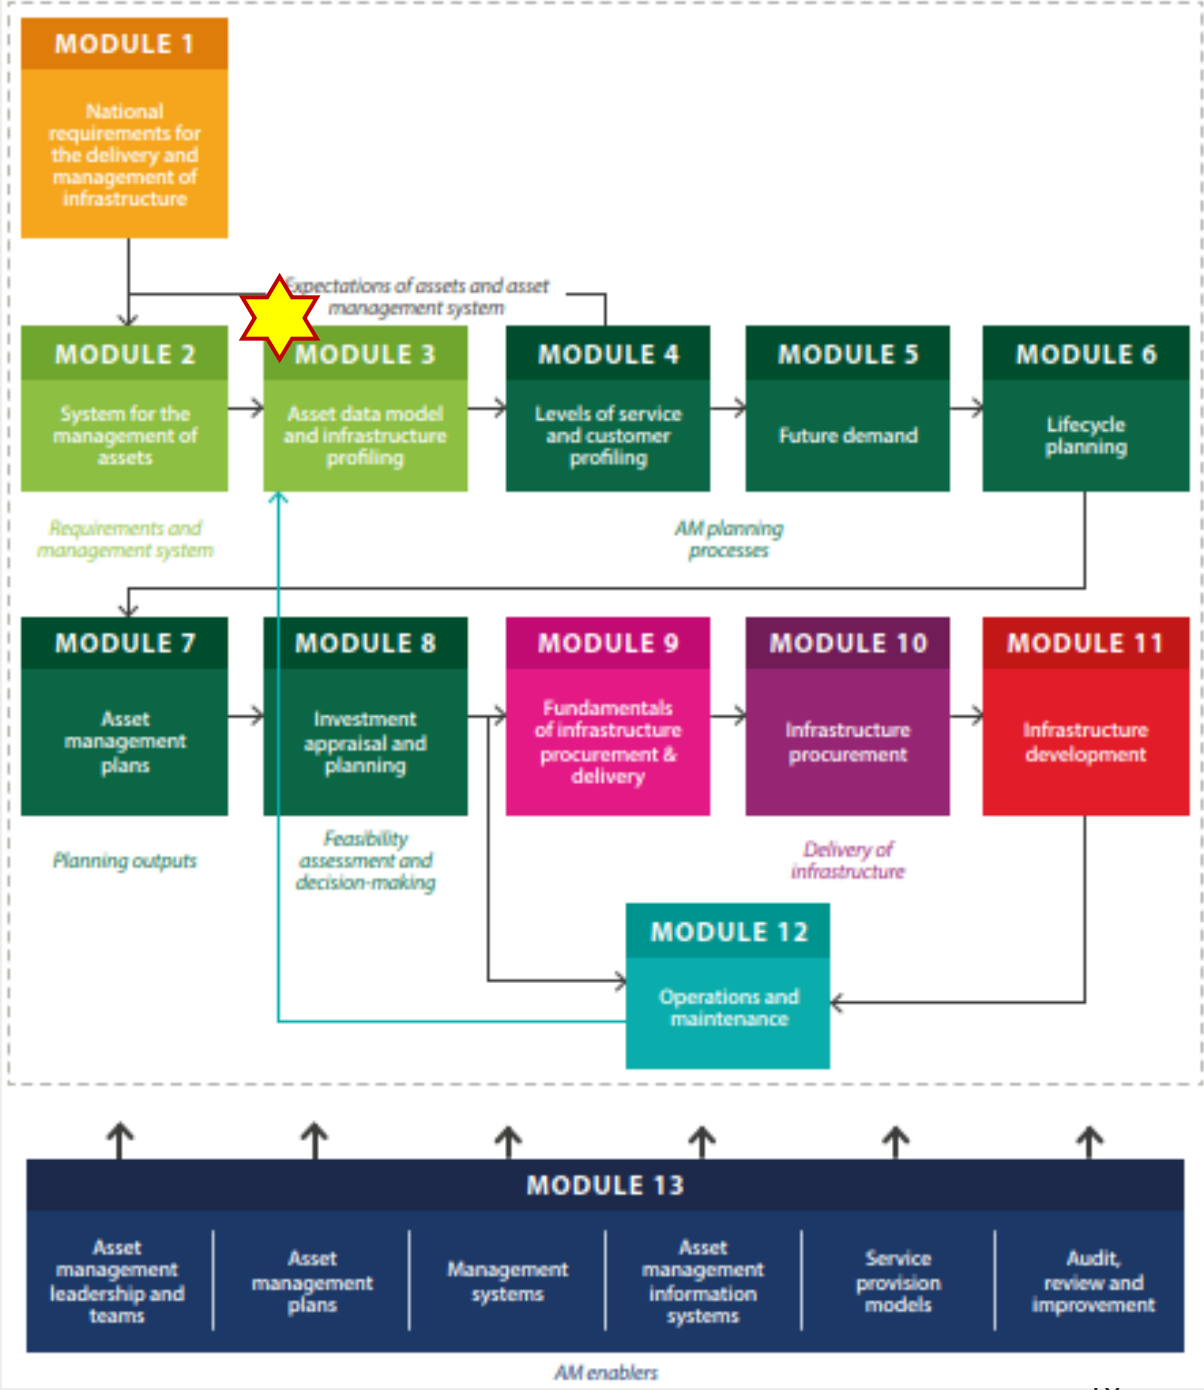 MODULE 1
National
requirements for
the delivery and
management of
infrastructure
Expectations of assets and asset
management system
MODULE 2
System for the
management of
assets
MODULE 3
Asset data model
and infrastructure
profiling
MODULE 4
Levels of service
and customer
profiling
MODULE 5
Future demand
MODULE 6
Lifecycle
planning
Requirements and
management system
AM planning
processes
MODULE 7
Asset
management
plans
MODULE 8
Investment
appraisal and
planning
MODULE 9
Fundamentals
of infrastructure
procurement &
delivery
MODULE 10
Infrastructure
procurement
MODULE 11
Infrastructure
development
Planning outputs
Feasibility
assessment and
decision-making
Delivery of
infrastructure
MODULE 12
Operations and
maintenance
MODULE 13
Asset
management
leadership and
teams
Asset
management
plans
Management
systems
Asset
management
information
systems
Service
provision
models
Audit,
review and
improvement
AM enablers